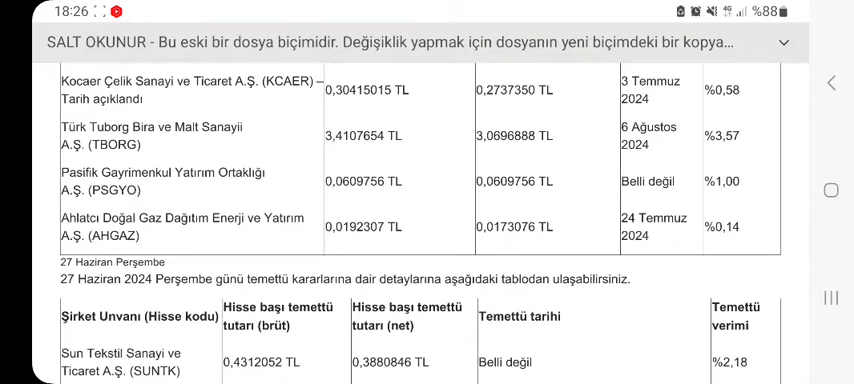 18:26
4G
%88
SALT OKUNUR - Bu eski bir dosya biçimidir. Değişiklik yapmak için dosyanın yeni biçimdeki bir kopya...
Kocaer Çelik Sanayi ve Ticaret A.Ş. (KCAER) –
Tarih açıklandı
0,30415015 TL
0,2737350 TL
3 Temmuz
2024
%0,58
Türk Tuborg Bira ve Malt Sanayii
A.Ş. (TBORG)
3,4107654 TL
3,0696888 TL
6 Ağustos
2024
%3,57
Pasifik Gayrimenkul Yatırım Ortaklığı
A.Ş. (PSGYO)
0,0609756 TL
0,0609756 TL
Belli değil
%1,00
Ahlatcı Doğal Gaz Dağıtım Enerji ve Yatırım
A.Ş. (AHGAZ)
0,0192307 TL
0,0173076 TL
24 Temmuz
2024
%0,14
27 Haziran Perşembe
27 Haziran 2024 Perşembe günü temettü kararlarına dair detaylarına aşağıdaki tablodan ulaşabilirsiniz.
Şirket Unvanı (Hisse kodu)
Hisse başı temettü
tutarı (brüt)
Hisse başı temettü
tutarı (net)
Temettü tarihi
Temettü
verimi
Sun Tekstil Sanayi ve
Ticaret A.Ş. (SUNTK)
0,4312052 TL
0,3880846 TL
Belli değil
%2,18